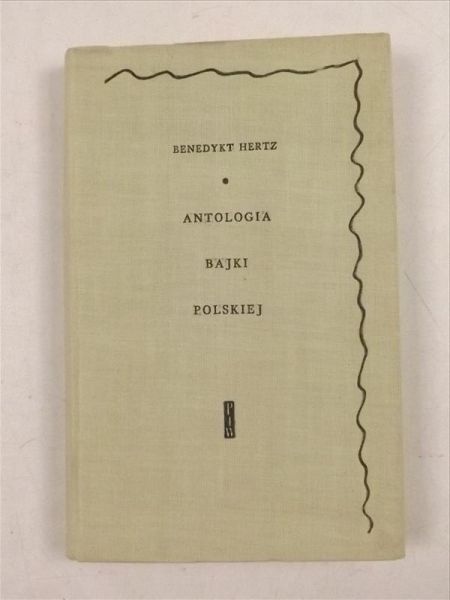 BENEDYKT HERTZ
ANTOLOGIA
BAJKI
POLSKIEJ
PIW